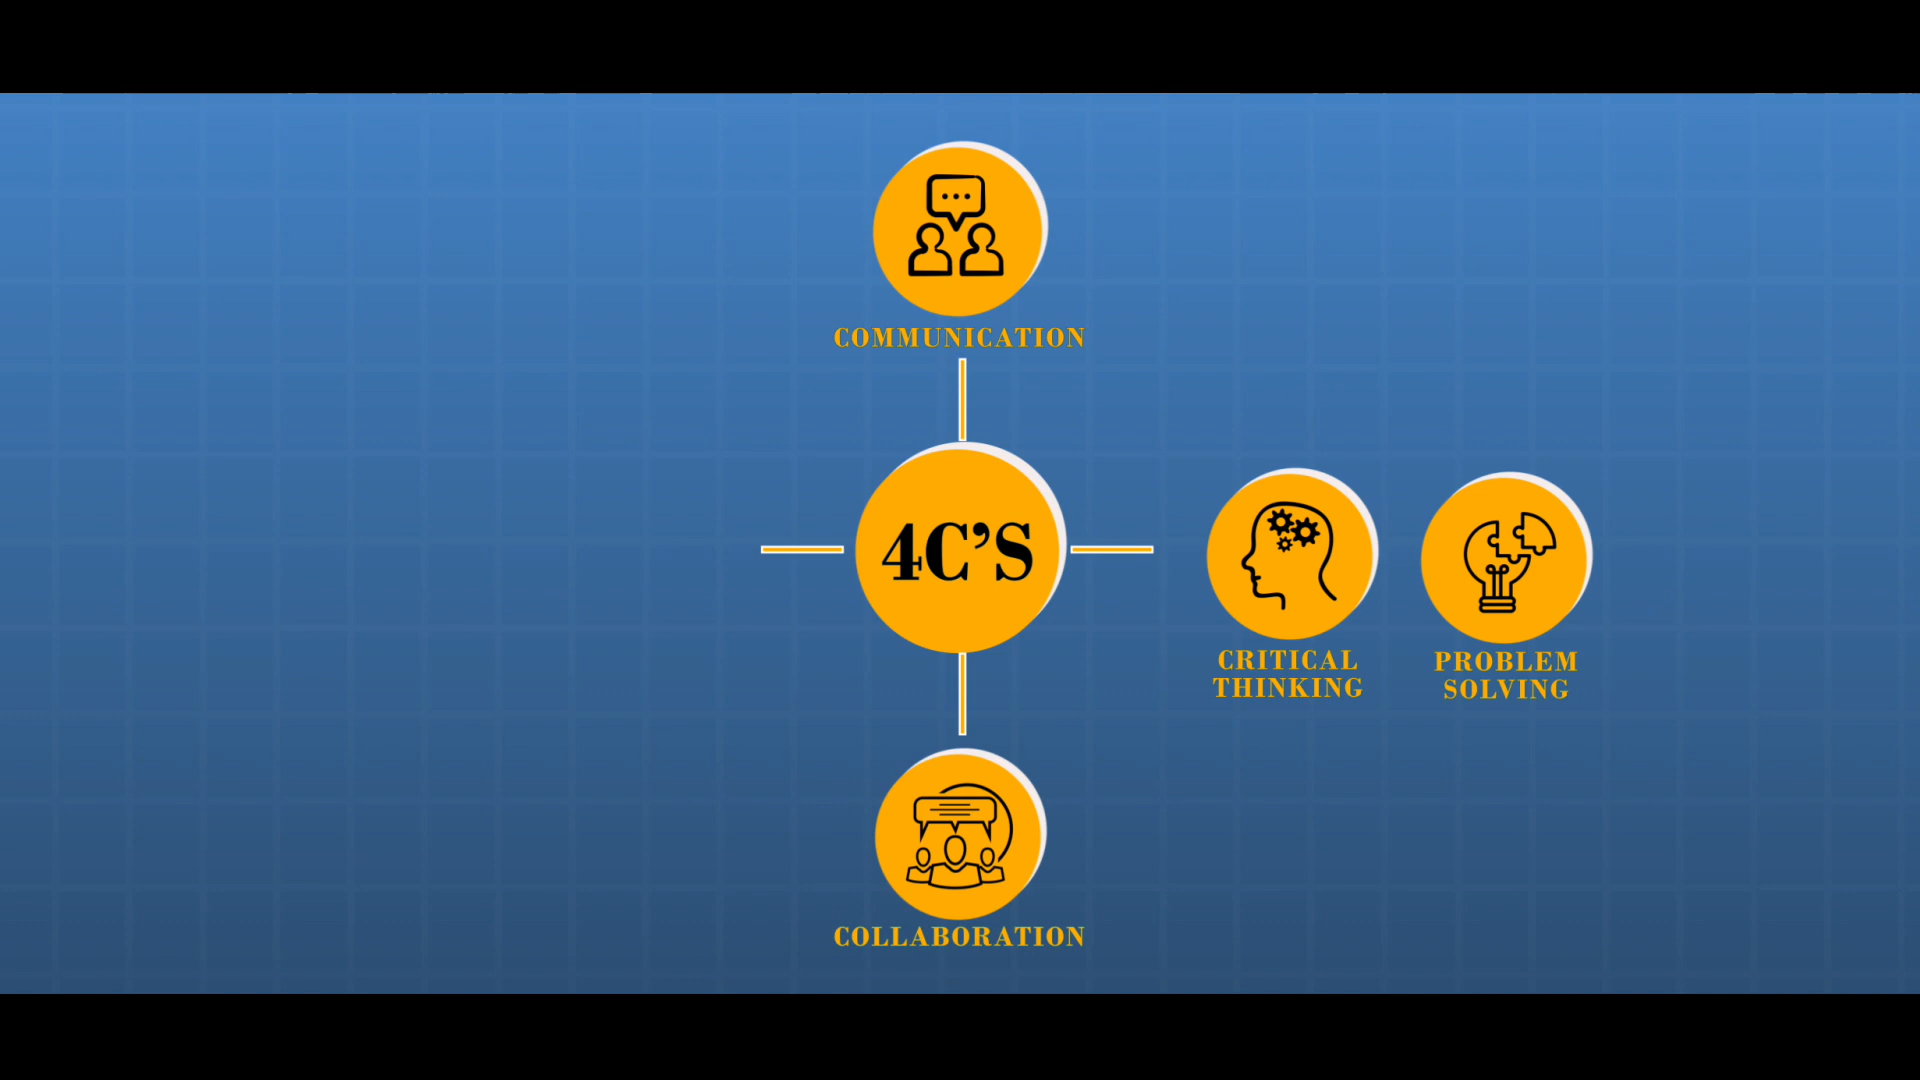 COMMUNICATION
4C'S
CRITICAL
THINKING
PROBLEM
SOLVING
COLLABORATION